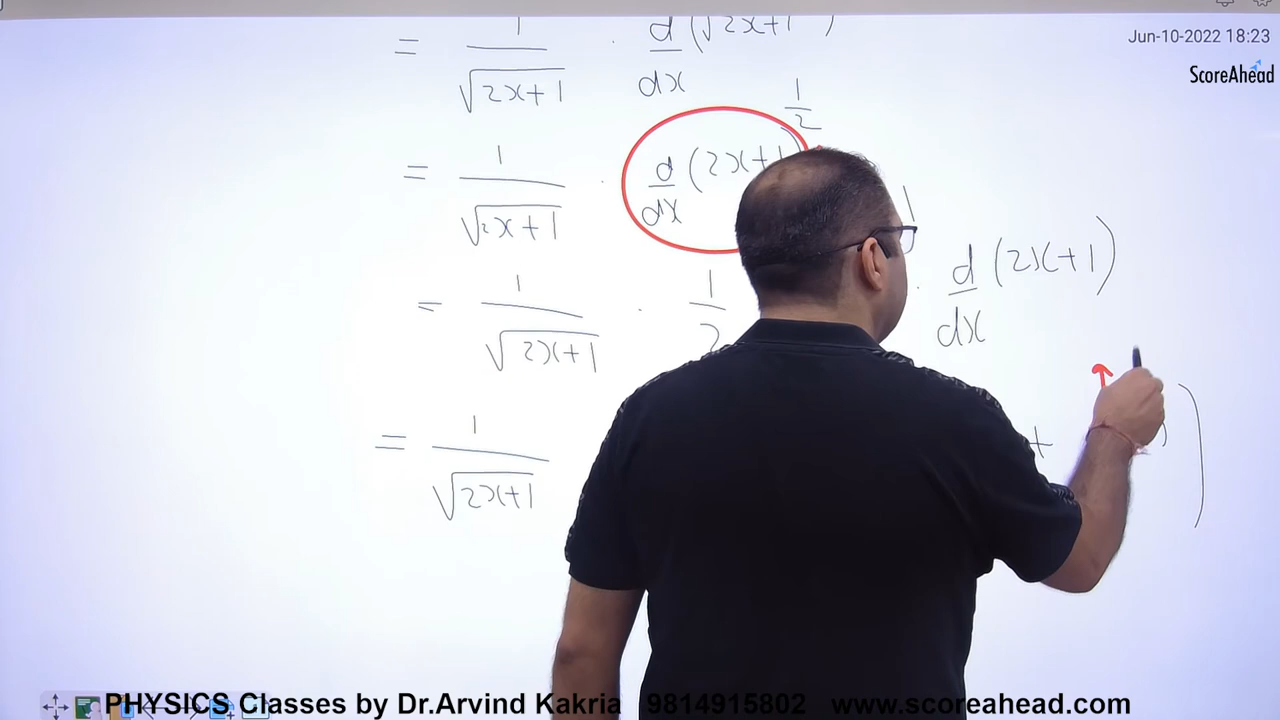 = 1/√(2x+1) · d/dx (√2x+1)
Jun-10-2022 18:23
ScoreAhead
= 1/√(2x+1) · d/dx (2x+1) 1/2
= 1/√(2x+1) · 1/2 · d/dx (2x+1)
= 1/√(2x+1) + )
PHYSICS Classes by Dr.Arvind Kakria 9814915802 www.scoreahead.com